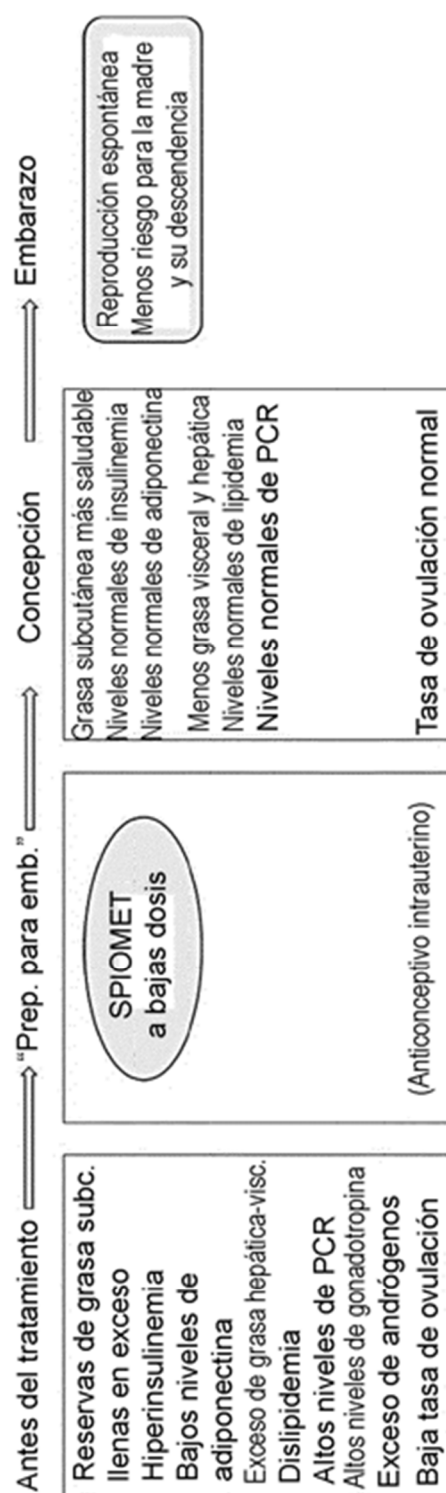 Antes del tratamiento
"Prep. para emb."
Concepción
Embarazo
Reservas de grasa subc.
llenas en exceso
Hiperinsulinemia
Bajos niveles de
adiponectina
Exceso de grasa hepática-visc.
Dislipidemia
Altos niveles de PCR
Altos niveles de gonadotropina
Exceso de andrógenos
Baja tasa de ovulación
SPIOMET
a bajas dosis
(Anticonceptivo intrauterino)
Grasa subcutánea más saludable
Niveles normales de insulinemia
Niveles normales de adiponectina
Menos grasa visceral y hepática
Niveles normales de lipidemia
Niveles normales de PCR
Tasa de ovulación normal
Reproducción espontánea
Menos riesgo para la madre
y su descendencia